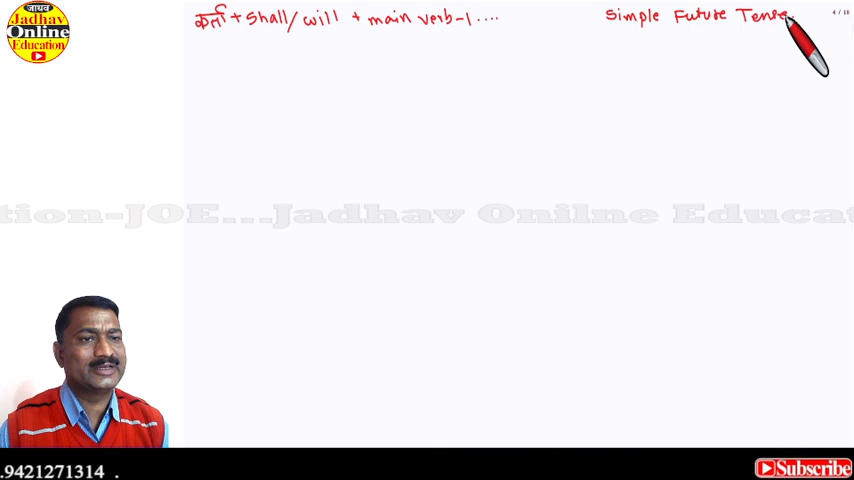 जाधव
Jadhav
Online
Education
कर्ता + Shall/will + main verb-1....
Simple Future Tense.
4 / 18
tion-JOE...Jadhav Onilne Educat
.9421271314 .
Subscribe